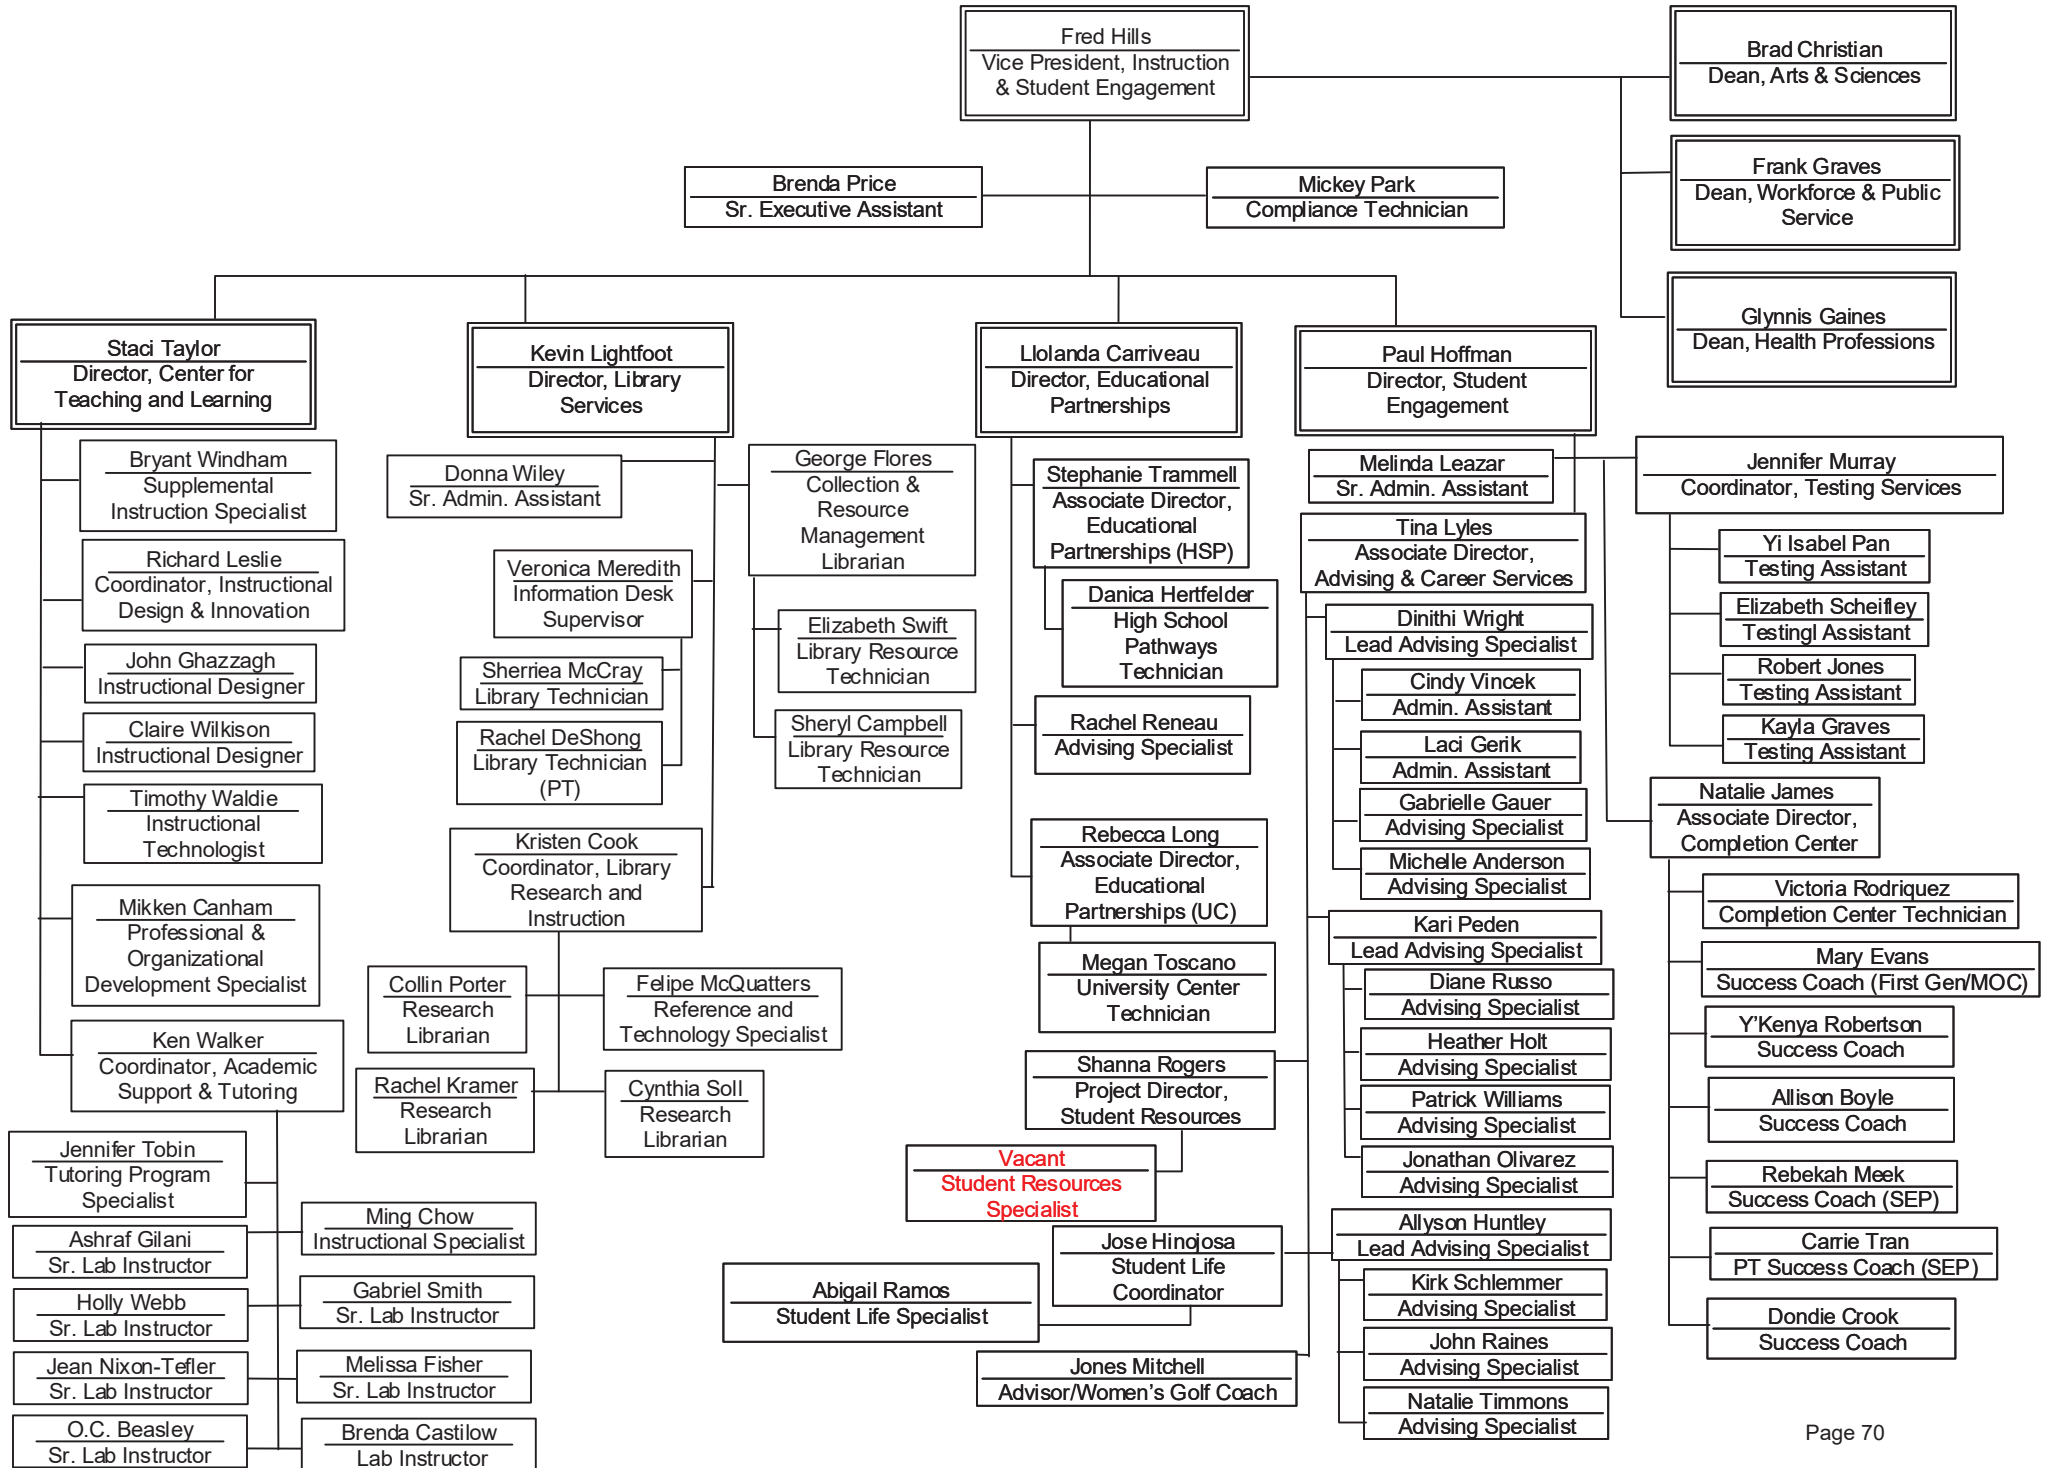 Fred Hills
Vice President, Instruction
& Student Engagement
Brad Christian
Dean, Arts & Sciences
Frank Graves
Dean, Workforce & Public
Service
Glynnis Gaines
Dean, Health Professions
Brenda Price
Sr. Executive Assistant
Mickey Park
Compliance Technician
Staci Taylor
Director, Center for
Teaching and Learning
Bryant Windham
Supplemental
Instruction Specialist
Richard Leslie
Coordinator, Instructional
Design & Innovation
John Ghazzagh
Instructional Designer
Claire Wilkison
Instructional Designer
Timothy Waldie
Instructional
Technologist
Mikken Canham
Professional &
Organizational
Development Specialist
Ken Walker
Coordinator, Academic
Support & Tutoring
Jennifer Tobin
Tutoring Program
Specialist
Ming Chow
Instructional Specialist
Ashraf Gilani
Sr. Lab Instructor
Gabriel Smith
Sr. Lab Instructor
Holly Webb
Sr. Lab Instructor
Melissa Fisher
Sr. Lab Instructor
Jean Nixon-Tefler
Sr. Lab Instructor
Brenda Castilow
Lab Instructor
O.C. Beasley
Sr. Lab Instructor
Kevin Lightfoot
Director, Library
Services
Donna Wiley
Sr. Admin. Assistant
George Flores
Collection &
Resource
Management
Librarian
Veronica Meredith
Information Desk
Supervisor
Sherriea McCray
Library Technician
Rachel DeShong
Library Technician
(PT)
Elizabeth Swift
Library Resource
Technician
Sheryl Campbell
Library Resource
Technician
Kristen Cook
Coordinator, Library
Research and
Instruction
Collin Porter
Research
Librarian
Felipe McQuatters
Reference and
Technology Specialist
Rachel Kramer
Research
Librarian
Cynthia Soll
Research
Librarian
Llolanda Carriveau
Director, Educational
Partnerships
Stephanie Trammell
Associate Director,
Educational
Partnerships (HSP)
Danica Hertfelder
High School
Pathways
Technician
Rachel Reneau
Advising Specialist
Rebecca Long
Associate Director,
Educational
Partnerships (UC)
Megan Toscano
University Center
Technician
Paul Hoffman
Director, Student
Engagement
Melinda Leazar
Sr. Admin. Assistant
Tina Lyles
Associate Director,
Advising & Career Services
Dinithi Wright
Lead Advising Specialist
Cindy Vincek
Admin. Assistant
Laci Gerik
Admin. Assistant
Gabrielle Gauer
Advising Specialist
Michelle Anderson
Advising Specialist
Kari Peden
Lead Advising Specialist
Diane Russo
Advising Specialist
Heather Holt
Advising Specialist
Patrick Williams
Advising Specialist
Jonathan Olivarez
Advising Specialist
Shanna Rogers
Project Director,
Student Resources
Vacant
Student Resources
Specialist
Allyson Huntley
Lead Advising Specialist
Kirk Schlemmer
Advising Specialist
John Raines
Advising Specialist
Natalie Timmons
Advising Specialist
Jose Hinojosa
Student Life
Coordinator
Abigail Ramos
Student Life Specialist
Jones Mitchell
Advisor/Women's Golf Coach
Jennifer Murray
Coordinator, Testing Services
Yi Isabel Pan
Testing Assistant
Elizabeth Scheifley
Testingl Assistant
Robert Jones
Testing Assistant
Kayla Graves
Testing Assistant
Natalie James
Associate Director,
Completion Center
Victoria Rodriquez
Completion Center Technician
Mary Evans
Success Coach (First Gen/MOC)
Y'Kenya Robertson
Success Coach
Allison Boyle
Success Coach
Rebekah Meek
Success Coach (SEP)
Carrie Tran
PT Success Coach (SEP)
Dondie Crook
Success Coach
Page 70